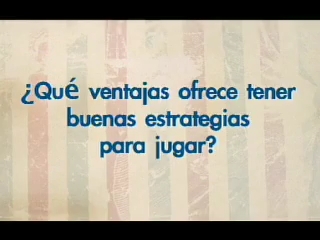 ¿Qué ventajas ofrece tener
buenas estrategias
para jugar?